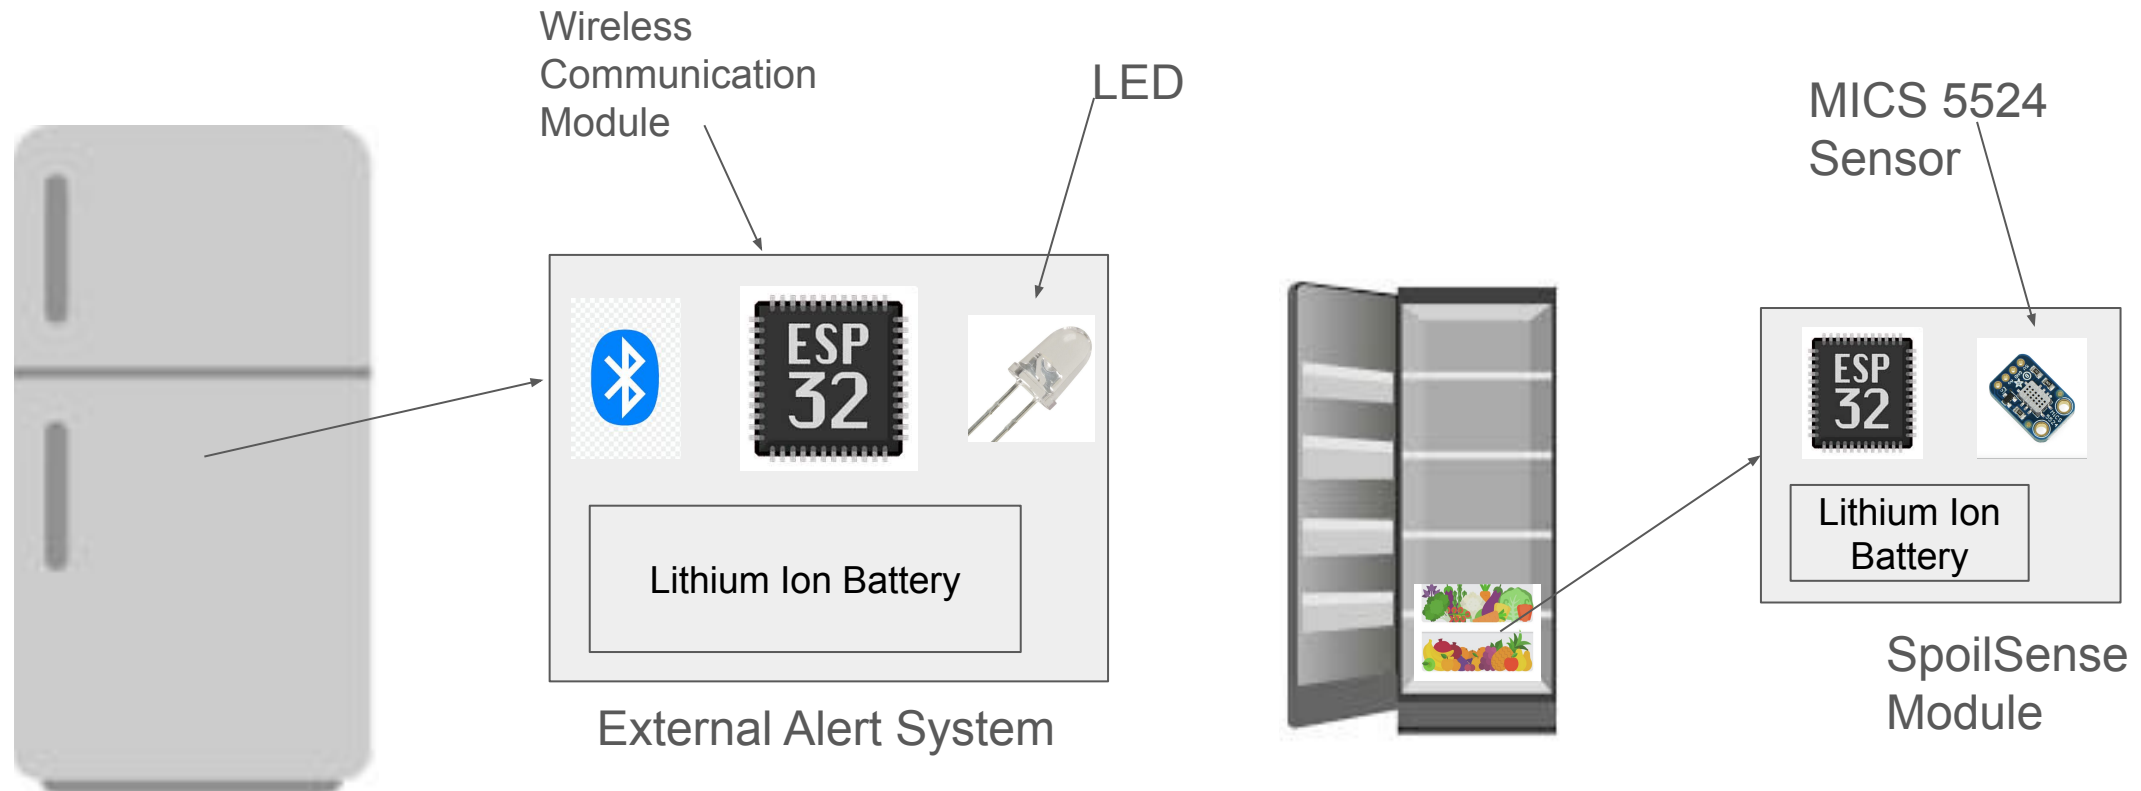 Wireless
Communication
Module
LED
ESP
32
Lithium Ion Battery
External Alert System
MICS 5524
Sensor
ESP
32
Lithium Ion
Battery
SpoilSense
Module